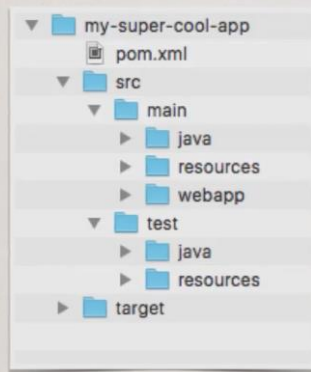 my-super-cool-app
pom.xml
src
main
java
resources
webapp
test
java
resources
target